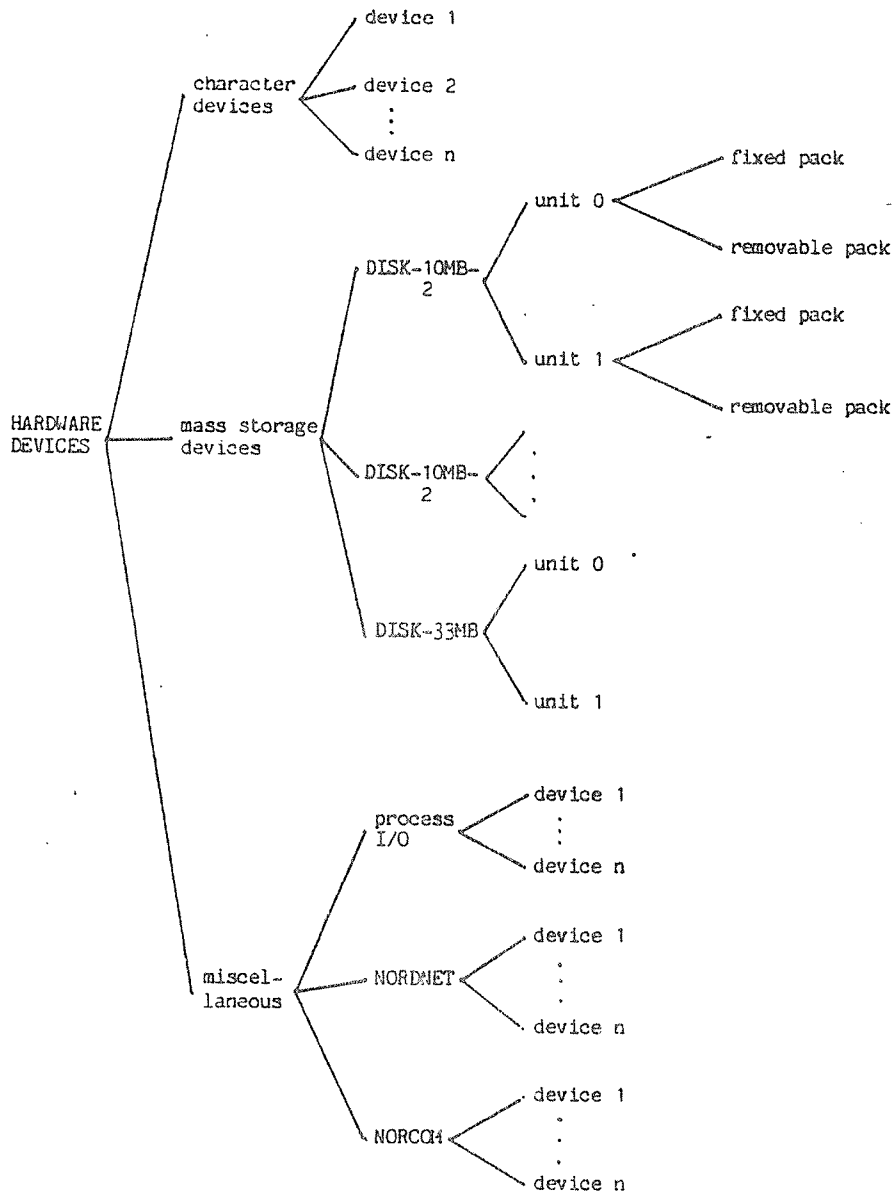 device 1
character
devices
device 2
device n
fixed pack
unit 0
removable pack
DISK-10MB-
2
fixed pack
unit 1
removable pack
HARDWARE
DEVICES
mass storage
devices
DISK-10MB-
2
unit 0
DISK-33MB
unit 1
device 1
process
I/O
device n
device 1
miscel-
laneous
NORDNET
device n
device 1
NORCOM
device n